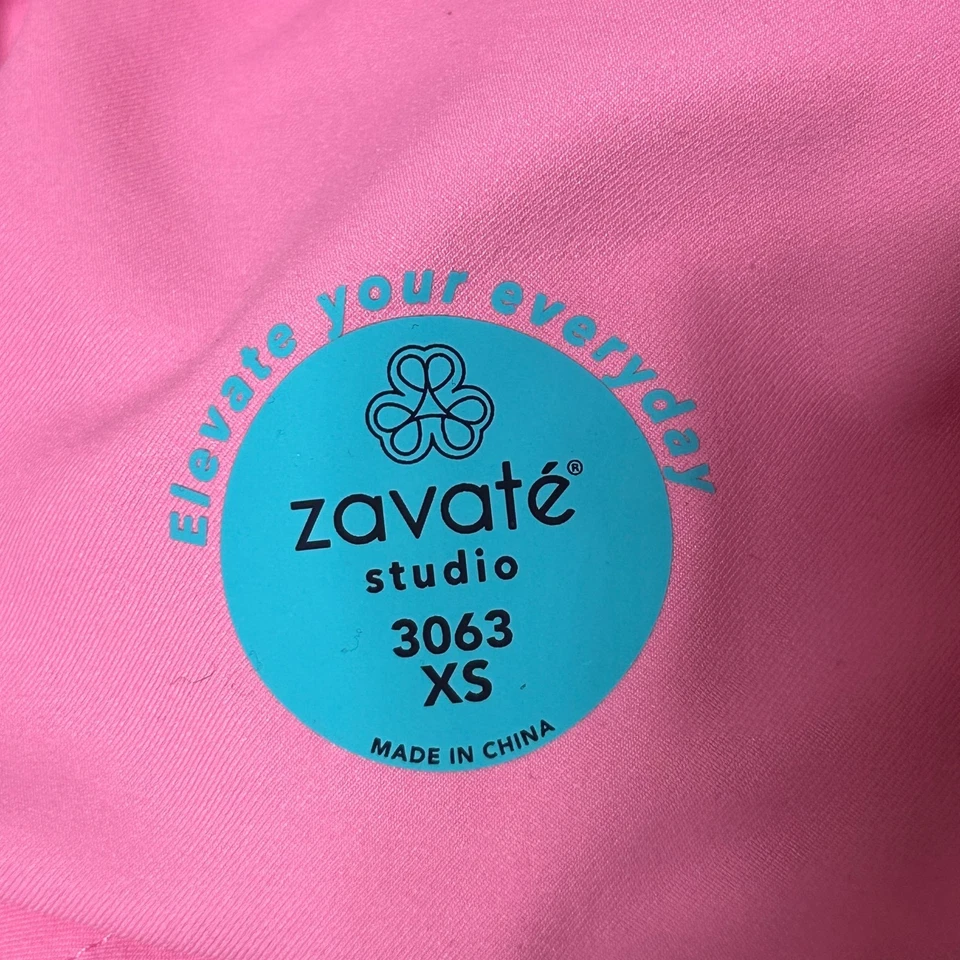 Elevate your everyday
zavaté®
studio
3063
XS
MADE IN CHINA